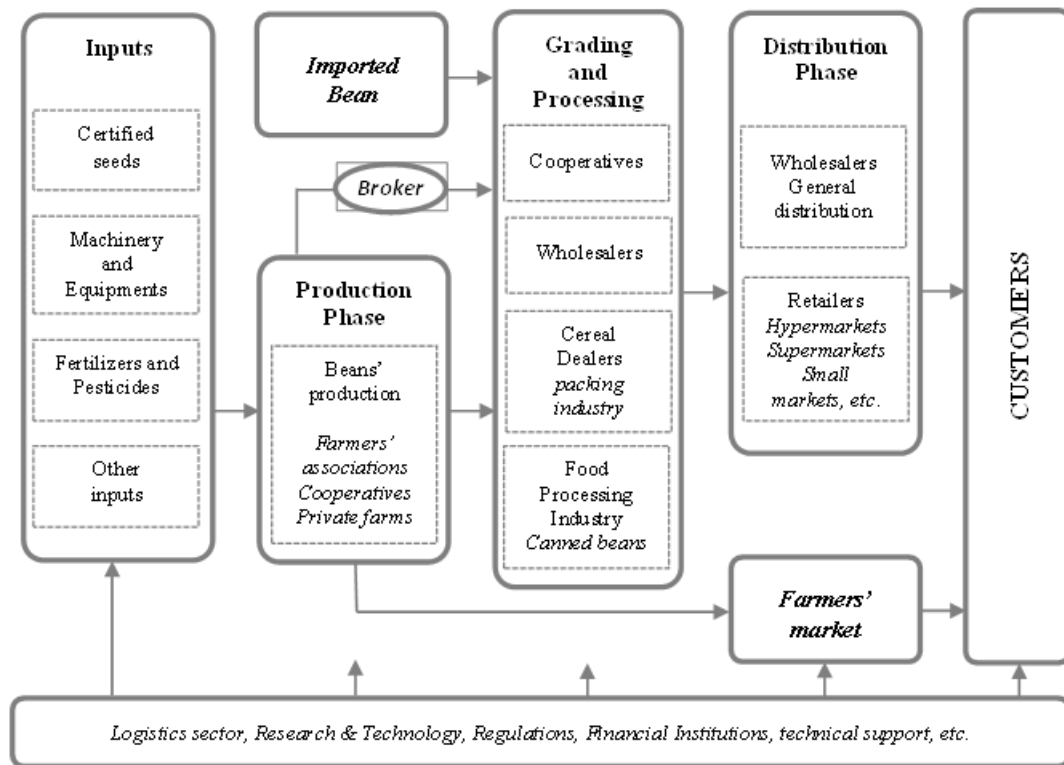 Inputs
Certified
seeds
Machinery
and
Equipments
Fertilizers and
Pesticides
Other
inputs
Imported
Bean
Broker
Production
Phase
Beans’
production
Farmers’
associations
Cooperatives
Private farms
Grading
and
Processing
Cooperatives
Wholesalers
Cereal
Dealers
packing
industry
Food
Processing
Industry
Canned beans
Distribution
Phase
Wholesalers
General
distribution
Retailers
Hypermarkets
Supermarkets
Small
markets, etc.
Farmers’
market
CUSTOMERS
Logistics sector, Research & Technology, Regulations, Financial Institutions, technical support, etc.